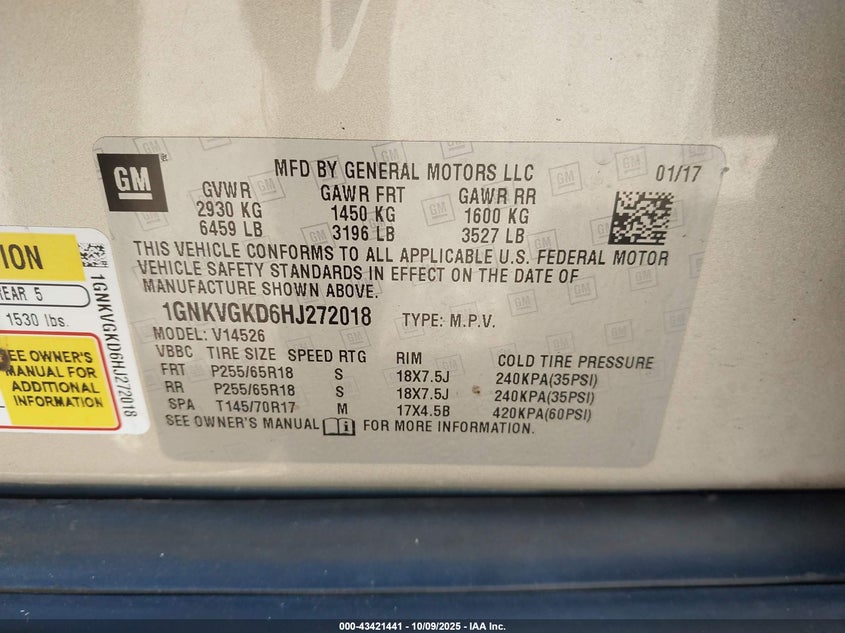 GM
MFD BY GENERAL MOTORS LLC 01/17
GVWR GAWR FRT GAWR RR
2930 KG 1450 KG 1600 KG
6459 LB 3196 LB 3527 LB
THIS VEHICLE CONFORMS TO ALL APPLICABLE U.S. FEDERAL MOTOR
VEHICLE SAFETY STANDARDS IN EFFECT ON THE DATE OF
MANUFACTURE SHOWN ABOVE.
1GNKVGKD6HJ272018 TYPE: M.P.V.
MODEL: V14526
VBBC TIRE SIZE SPEED RTG RIM COLD TIRE PRESSURE
FRT P255/65R18 S 18X7.5J 240KPA(35PSI)
RR P255/65R18 S 18X7.5J 240KPA(35PSI)
SPA T145/70R17 M 17X4.5B 420KPA(60PSI)
SEE OWNER'S MANUAL FOR MORE INFORMATION.
REAR 5
1530 lbs.
SEE OWNER'S
MANUAL FOR
ADDITIONAL
INFORMATION
1GNKVGKD6HJ272018
000-43421441 - 10/09/2025 - IAA Inc.